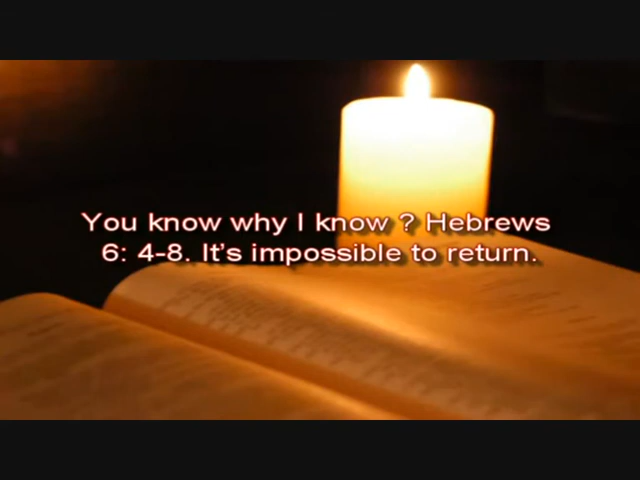 You know why I know ? Hebrews
6: 4-8. It's impossible to return.